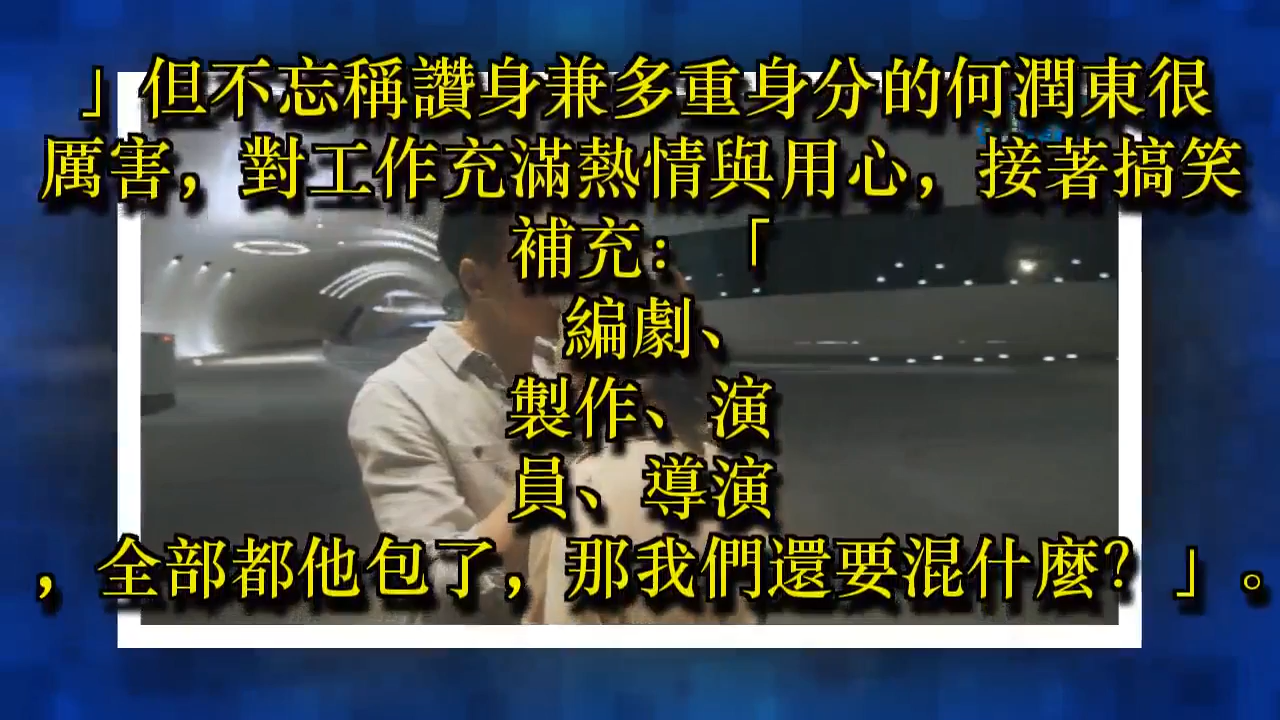 」但不忘稱讚身兼多重身分的何潤東很
厲害，對工作充滿熱情與用心，接著搞笑
補充：「
編劇、
製作、演
員、導演
，全部都他包了，那我們還要混什麼？」。